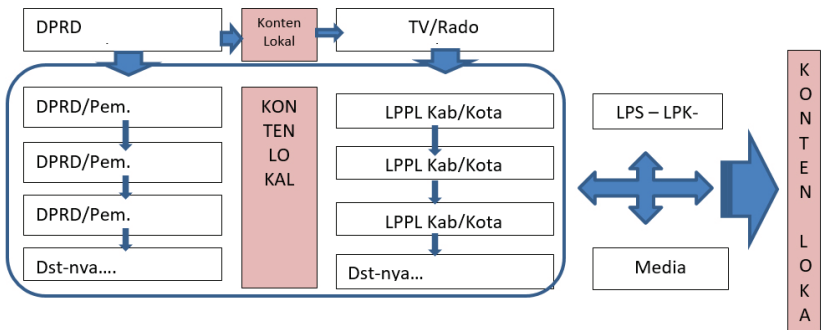 DPRD
Konten
Lokal
TV/Rado
DPRD/Pem.
DPRD/Pem.
DPRD/Pem.
Dst-nya....
KON
TEN
LO
KAL
LPPL Kab/Kota
LPPL Kab/Kota
LPPL Kab/Kota
Dst-nya...
LPS – LPK-
Media
K
O
N
T
E
N
L
O
K
A